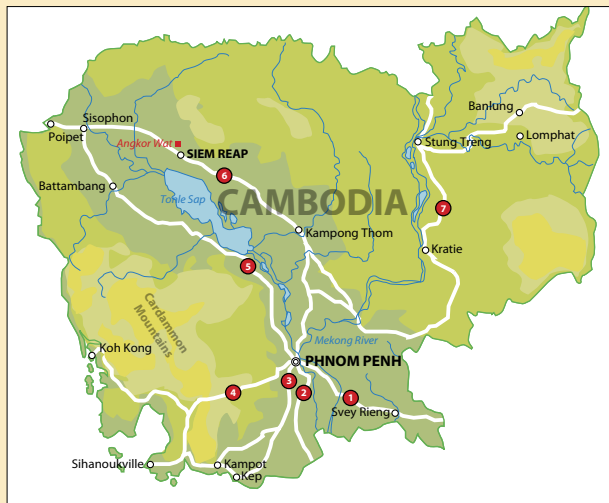 Banlung
Sisophon
Poipet
Angkor Wat
Stung Treng
Lomphat
SIEM REAP
6
Battambang
Tonle Sap
CAMBODIA
7
Kampong Thom
Kratie
5
Cardammon
Mountains
Mekong River
Koh Kong
PHNOM PENH
3
2
4
1
Svey Rieng
Sihanoukville
Kampot
Kep